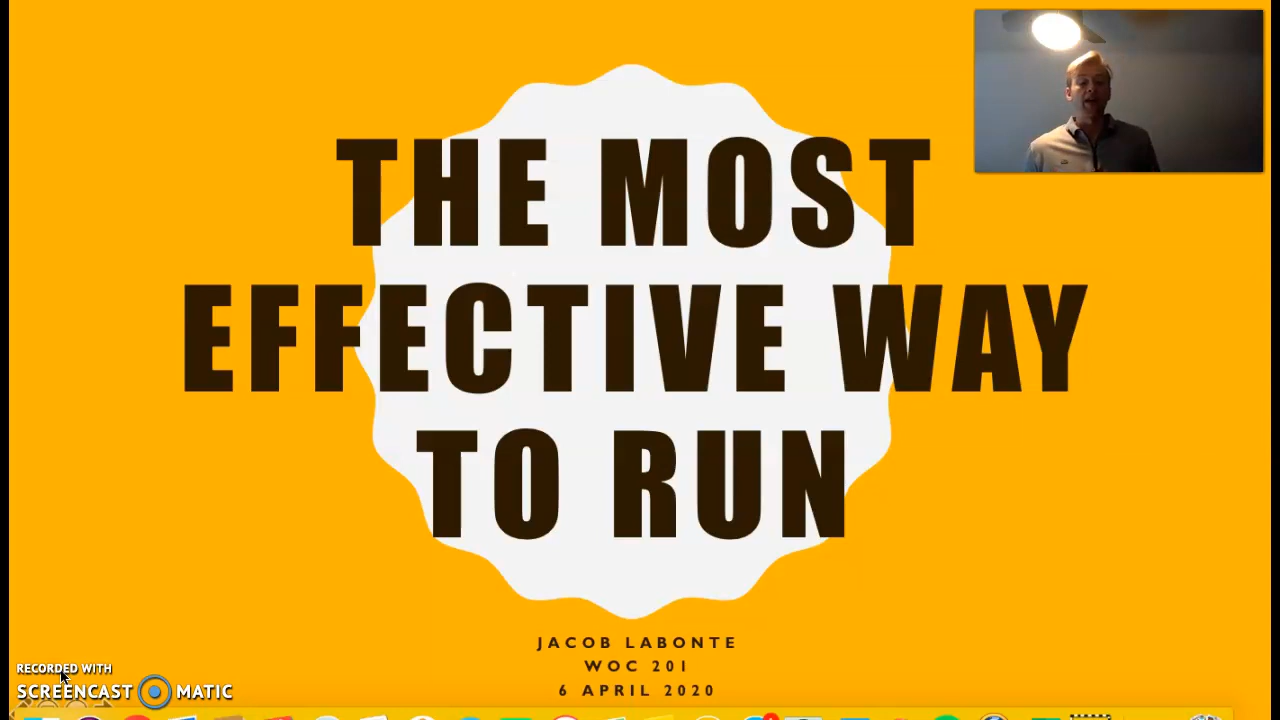 THE MOST
EFFECTIVE WAY
TO RUN
JACOB LABONTE
WOC 201
6 APRIL 2020
RECORDED WITH
SCREENCAST MATIC